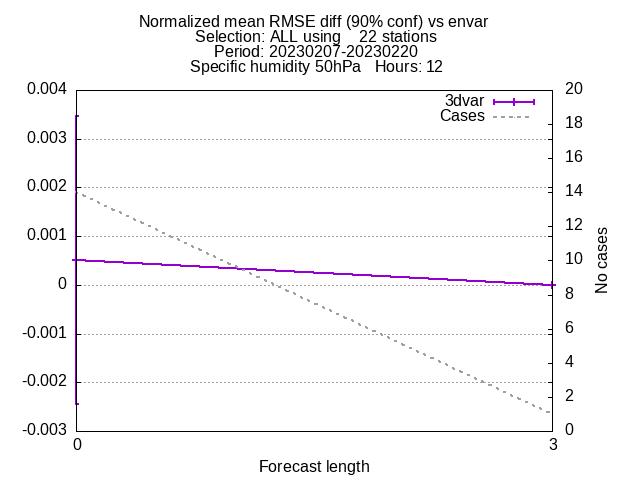 Normalized mean RMSE diff (90% conf) vs envar
Selection: ALL using    22 stations
Period: 20230207-20230220
Specific humidity 50hPa   Hours: 12
3dvar
Cases
0.004
0.003
0.002
0.001
0
-0.001
-0.002
-0.003
20
18
16
14
12
10
8
6
4
2
0
No cases
0
3
Forecast length